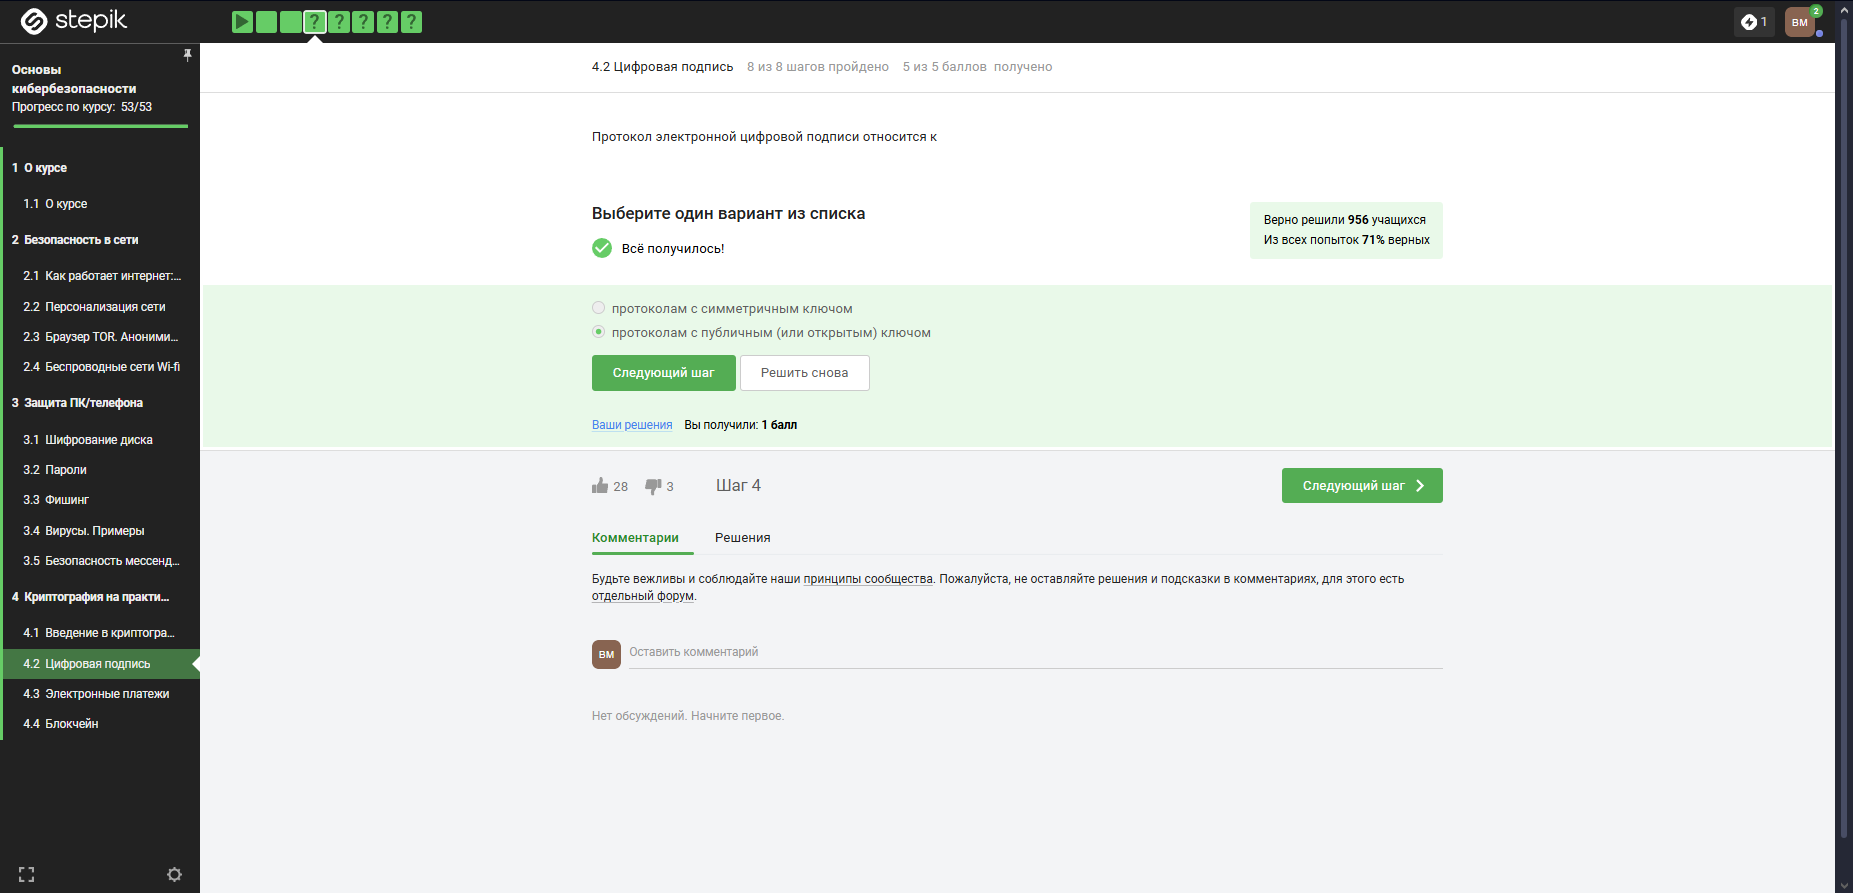 stepik
? ? ? ? ?
1
ВМ
2
Основы
кибербезопасности
Прогресс по курсу: 53/53
1 О курсе
1.1 О курсе
2 Безопасность в сети
2.1 Как работает интернет:...
2.2 Персонализация сети
2.3 Браузер TOR. Аноними...
2.4 Беспроводные сети Wi-fi
3 Защита ПК/телефона
3.1 Шифрование диска
3.2 Пароли
3.3 Фишинг
3.4 Вирусы. Примеры
3.5 Безопасность мессенд...
4 Криптография на практи...
4.1 Введение в криптогра...
4.2 Цифровая подпись
4.3 Электронные платежи
4.4 Блокчейн
4.2 Цифровая подпись 8 из 8 шагов пройдено 5 из 5 баллов получено
Протокол электронной цифровой подписи относится к
Выберите один вариант из списка
Всё получилось!
Верно решили 956 учащихся
Из всех попыток 71% верных
протоколам с симметричным ключом
протоколам с публичным (или открытым) ключом
Следующий шаг
Решить снова
Ваши решения Вы получили: 1 балл
28 3 Шаг 4
Следующий шаг
Комментарии Решения
Будьте вежливы и соблюдайте наши принципы сообщества. Пожалуйста, не оставляйте решения и подсказки в комментариях, для этого есть
отдельный форум.
ВМ
Оставить комментарий
Нет обсуждений. Начните первое.